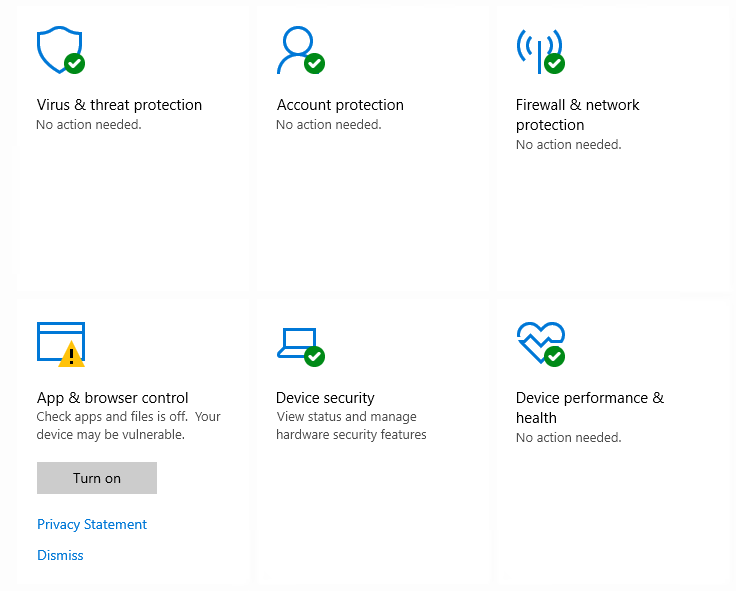 Virus & threat protection
No action needed.
Account protection
No action needed.
Firewall & network
protection
No action needed.
App & browser control
Check apps and files is off.  Your
device may be vulnerable.
Turn on
Privacy Statement
Dismiss
Device security
View status and manage
hardware security features
Device performance &
health
No action needed.